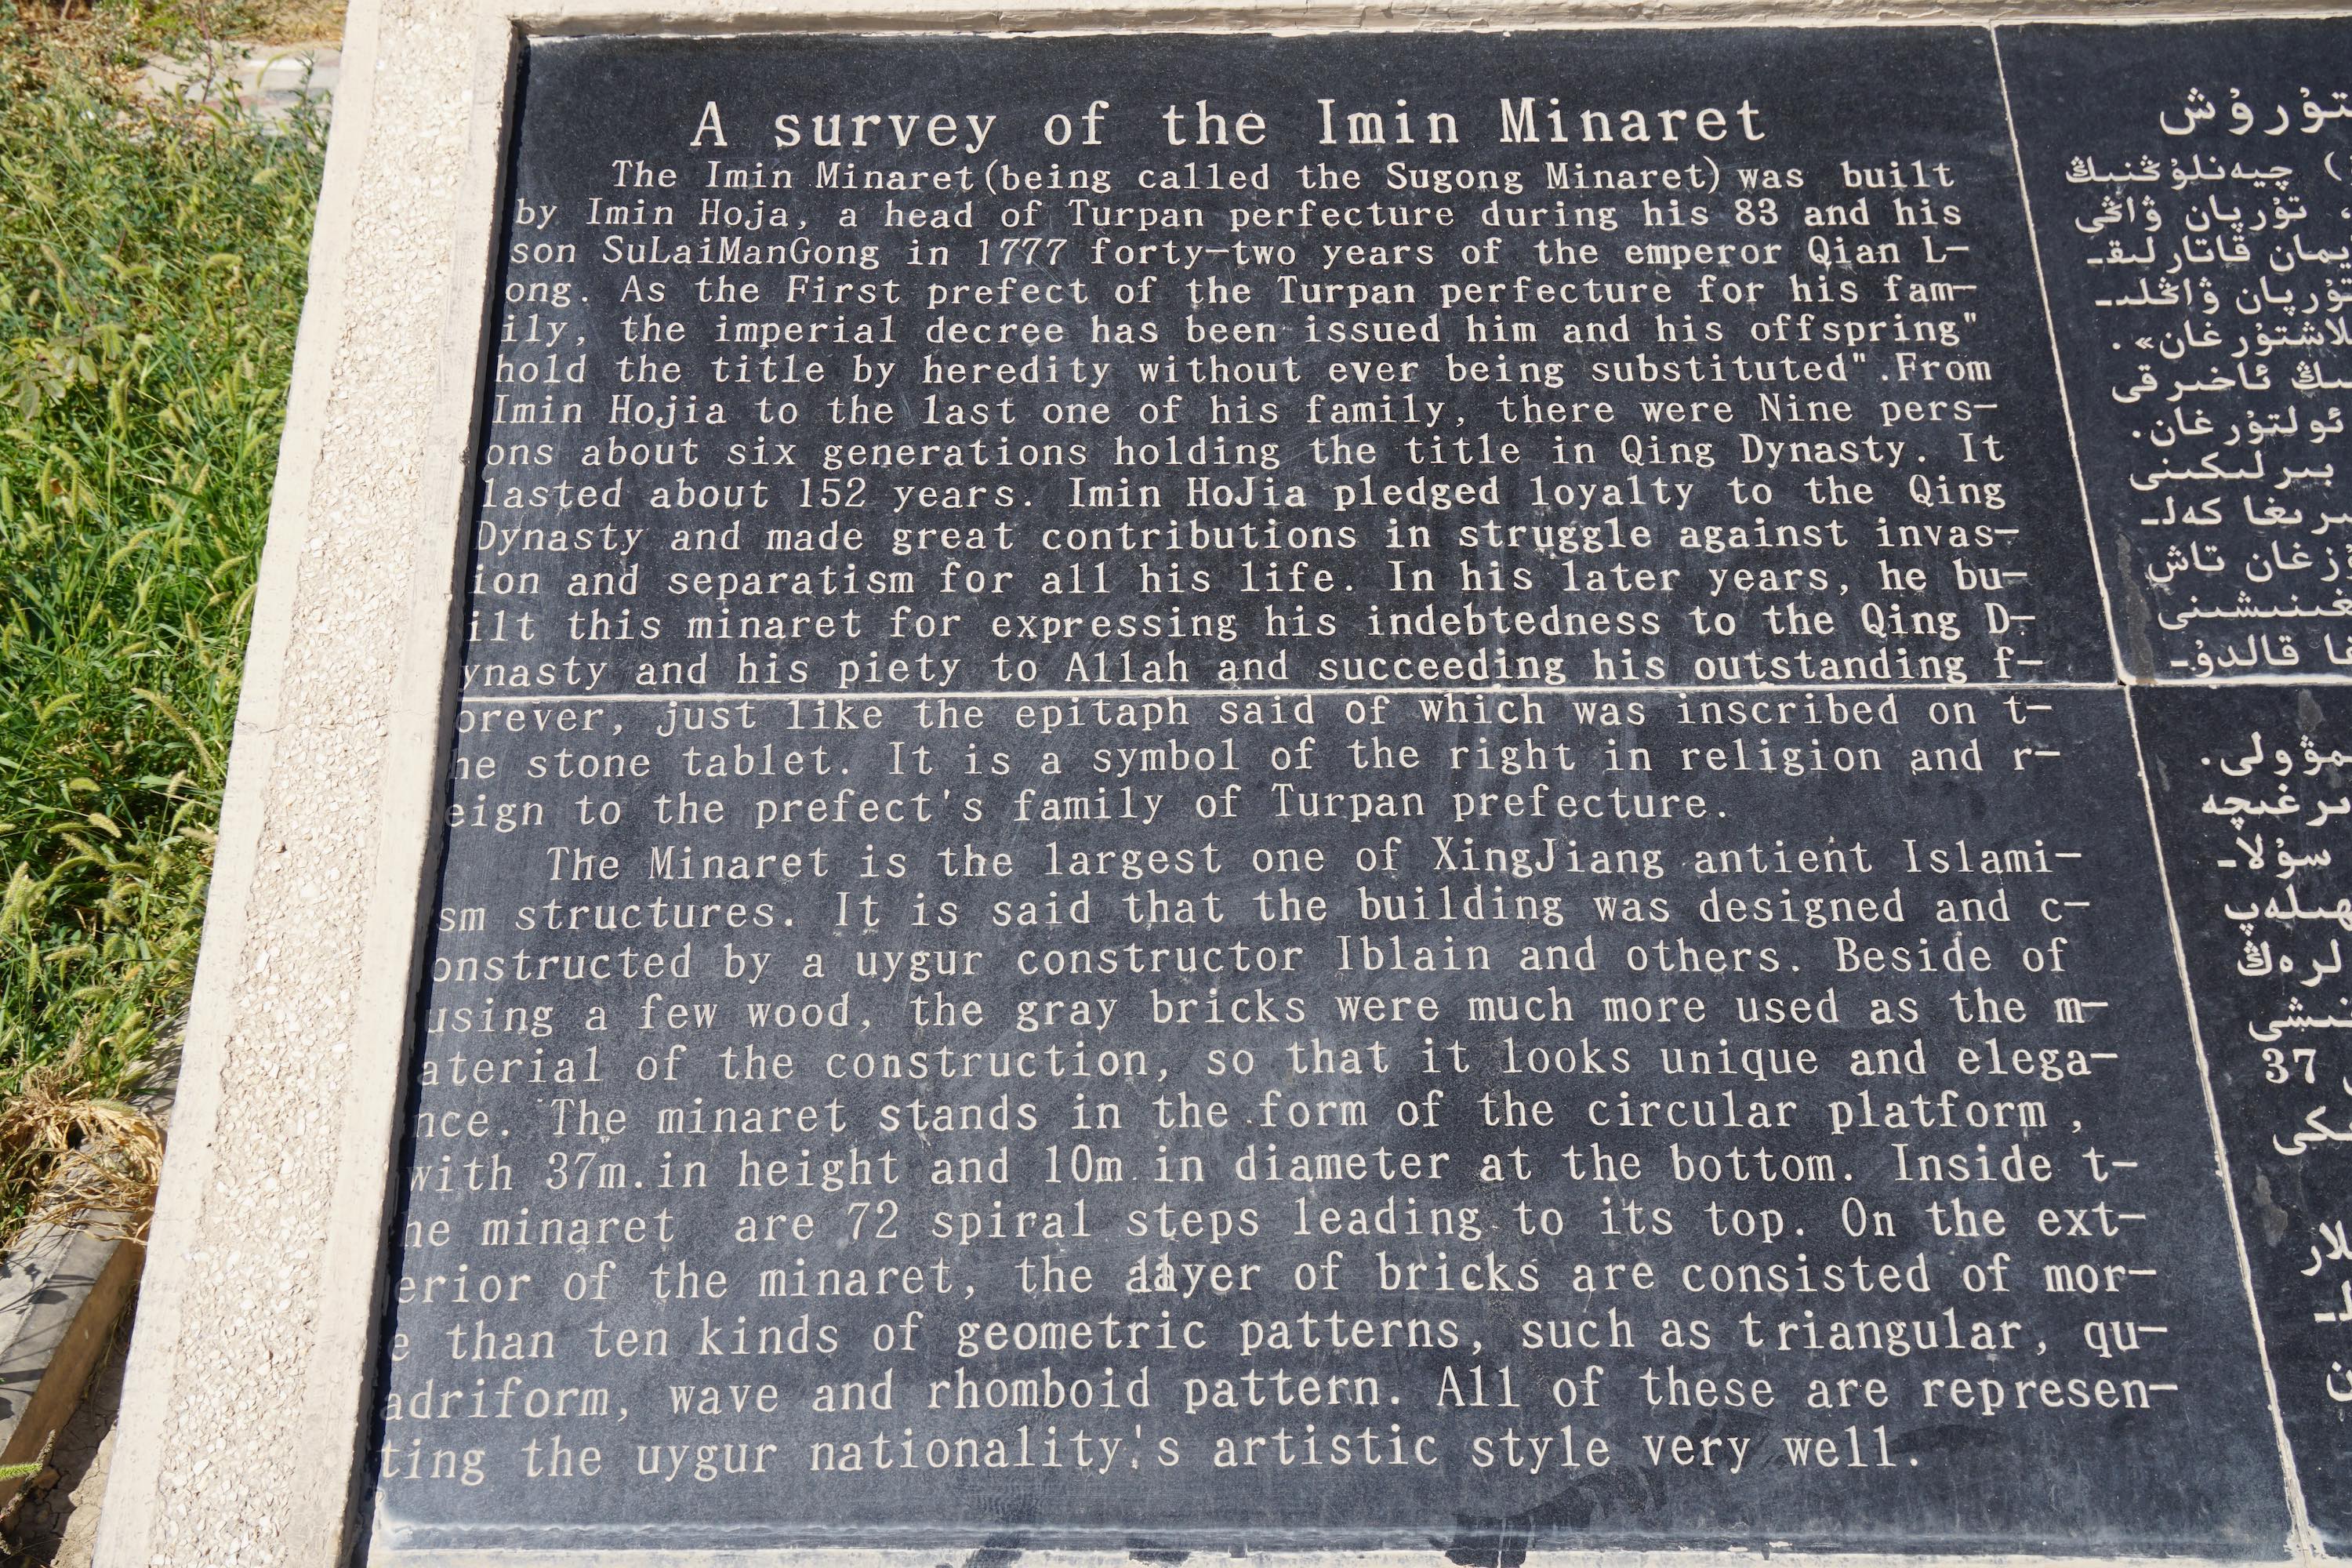 A survey of the Imin Minaret
The Imin Minaret(being called the Sugong Minaret) was built
by Imin Hoja, a head of Turpan perfecture during his 83 and his
son SuLaiManGong in 1777 forty-two years of the emperor Qian L-
ong. As the First prefect of the Turpan perfecture for his fam-
ily, the imperial decree has been issued him and his offspring"
hold the title by heredity without ever being substituted".From
Imin Hojia to the last one of his family, there were Nine pers-
ons about six generations holding the title in Qing Dynasty. It
lasted about 152 years. Imin HoJia pledged loyalty to the Qing
Dynasty and made great contributions in struggle against invas-
ion and separatism for all his life. In his later years, he bu-
ilt this minaret for expressing his indebtedness to the Qing D-
ynasty and his piety to Allah and succeeding his outstanding f-
orever, just like the epitaph said of which was inscribed on t-
he stone tablet. It is a symbol of the right in religion and r-
eign to the prefect's family of Turpan prefecture.
The Minaret is the largest one of XingJiang antient Islami-
sm structures. It is said that the building was designed and c-
onstructed by a uygur constructor Iblain and others. Beside of
using a few wood, the gray bricks were much more used as the m-
aterial of the construction, so that it looks unique and elega-
nce. The minaret stands in the form of the circular platform,
with 37m.in height and 10m in diameter at the bottom. Inside t-
he minaret are 72 spiral steps leading to its top. On the ext-
erior of the minaret, the layer of bricks are consisted of mor-
e than ten kinds of geometric patterns, such as triangular, qu-
adriform, wave and rhomboid pattern. All of these are represen-
ting the uygur nationality's artistic style very well.
چيەنلۇڭنىڭ )
تۇرپان ۋاڭى
قاتارلىق-
ۋاڭلىـ
ئاخىرقى
ئولتۇرغان.
بىرلىكىنى
كەلـ
تاش
قالدۇ-
37